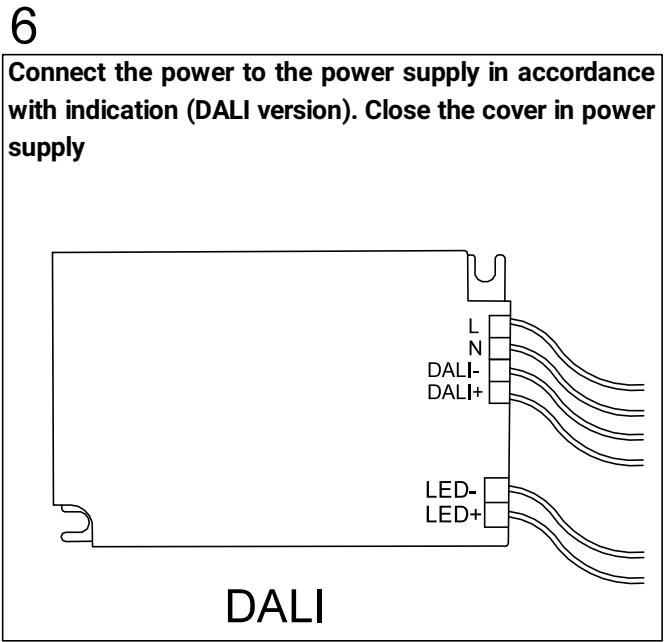 6
Connect the power to the power supply in accordance
with indication (DALI version). Close the cover in power
supply
L
N
DALI-
DALI+
LED-
LED+
DALI